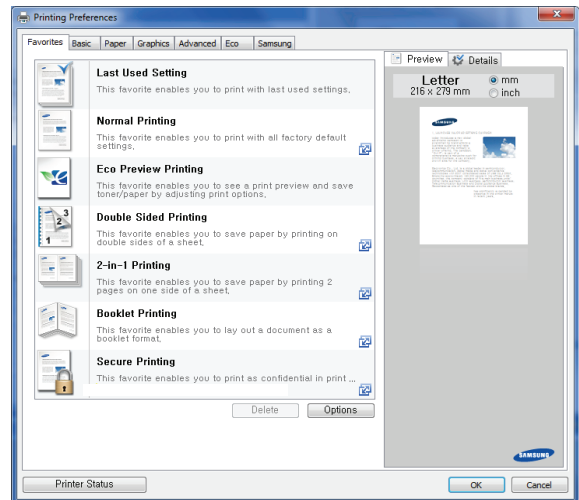 Printing Preferences
Favorites Basic Paper Graphics Advanced Eco Samsung
Last Used Setting
This favorite enables you to print with last used settings,
Normal Printing
This favorite enables you to print with all factory default
settings,
Eco Preview Printing
This favorite enables you to see a print preview and save
toner/paper by adjusting print options,
Double Sided Printing
This favorite enables you to save paper by printing on
double sides of a sheet,
2-in-1 Printing
This favorite enables you to save paper by printing 2
pages on one side of a sheet,
Booklet Printing
This favorite enables you to lay out a document as a
booklet format,
Secure Printing
This favorite enables you to print as confidential in print ...
Delete Options
Preview Details
Letter
216 x 279 mm
mm
inch
SAMSUNG
Printer Status
OK Cancel